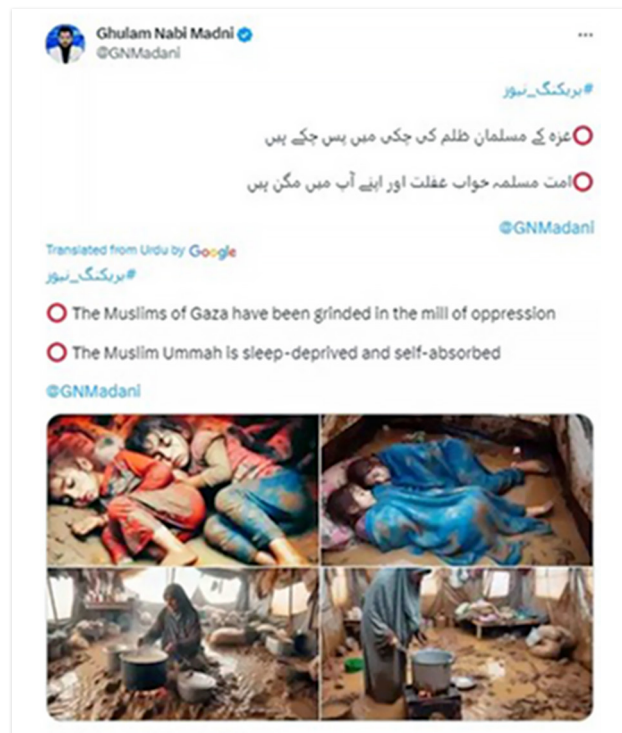 Ghulam Nabi Madni
@GNMadani
#بریکنگ_نیوز
عزہ کے مسلمان ظلم کی چکی میں پس چکے ہیں
امت مسلمہ خواب غفلت اور اپنے آپ میں مگن ہیں
@GNMadani
Translated from Urdu by Google
#بریکنگ_نیوز
The Muslims of Gaza have been grinded in the mill of oppression
The Muslim Ummah is sleep-deprived and self-absorbed
@GNMadani